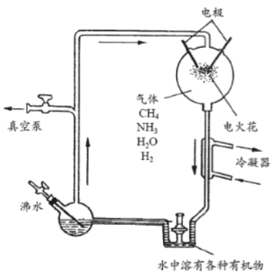 电极
气体
CH₄
NH₃
H₂O
H₂
电火花
真空泵
冷凝器
沸水
水中溶有各种有机物